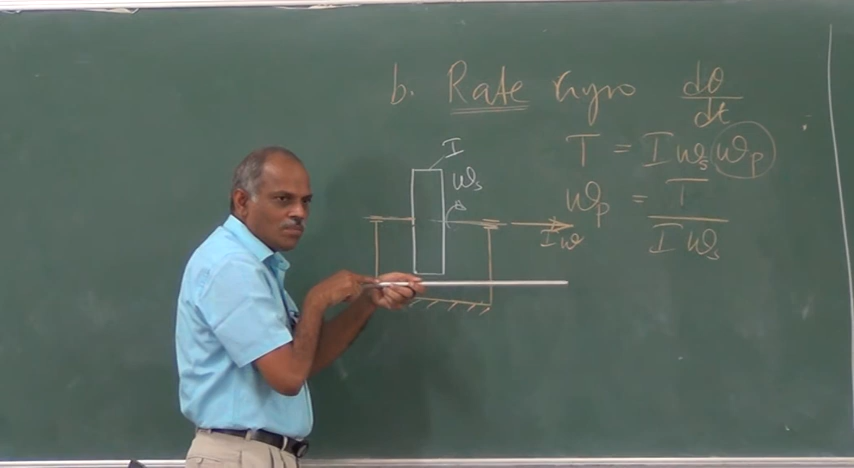 b. Rate Gyro dθ/dt
T = I ωs ωp
ωp = T / I ωs
I
ωs
Iω